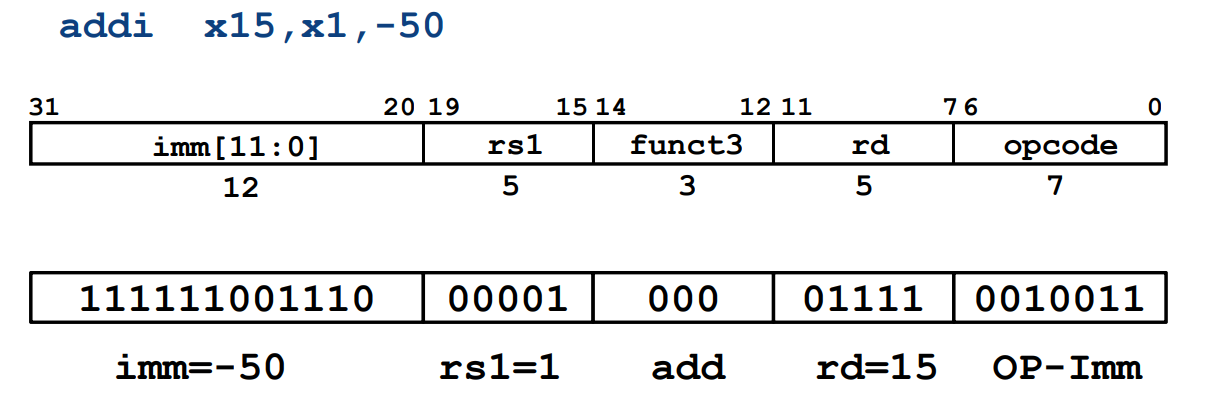 addi x15,x1,-50
31 20 19 15 14 12 11 7 6 0
imm[11:0] rs1 funct3 rd opcode
12 5 3 5 7
111111001110 00001 000 01111 0010011
imm=-50 rs1=1 add rd=15 OP-Imm